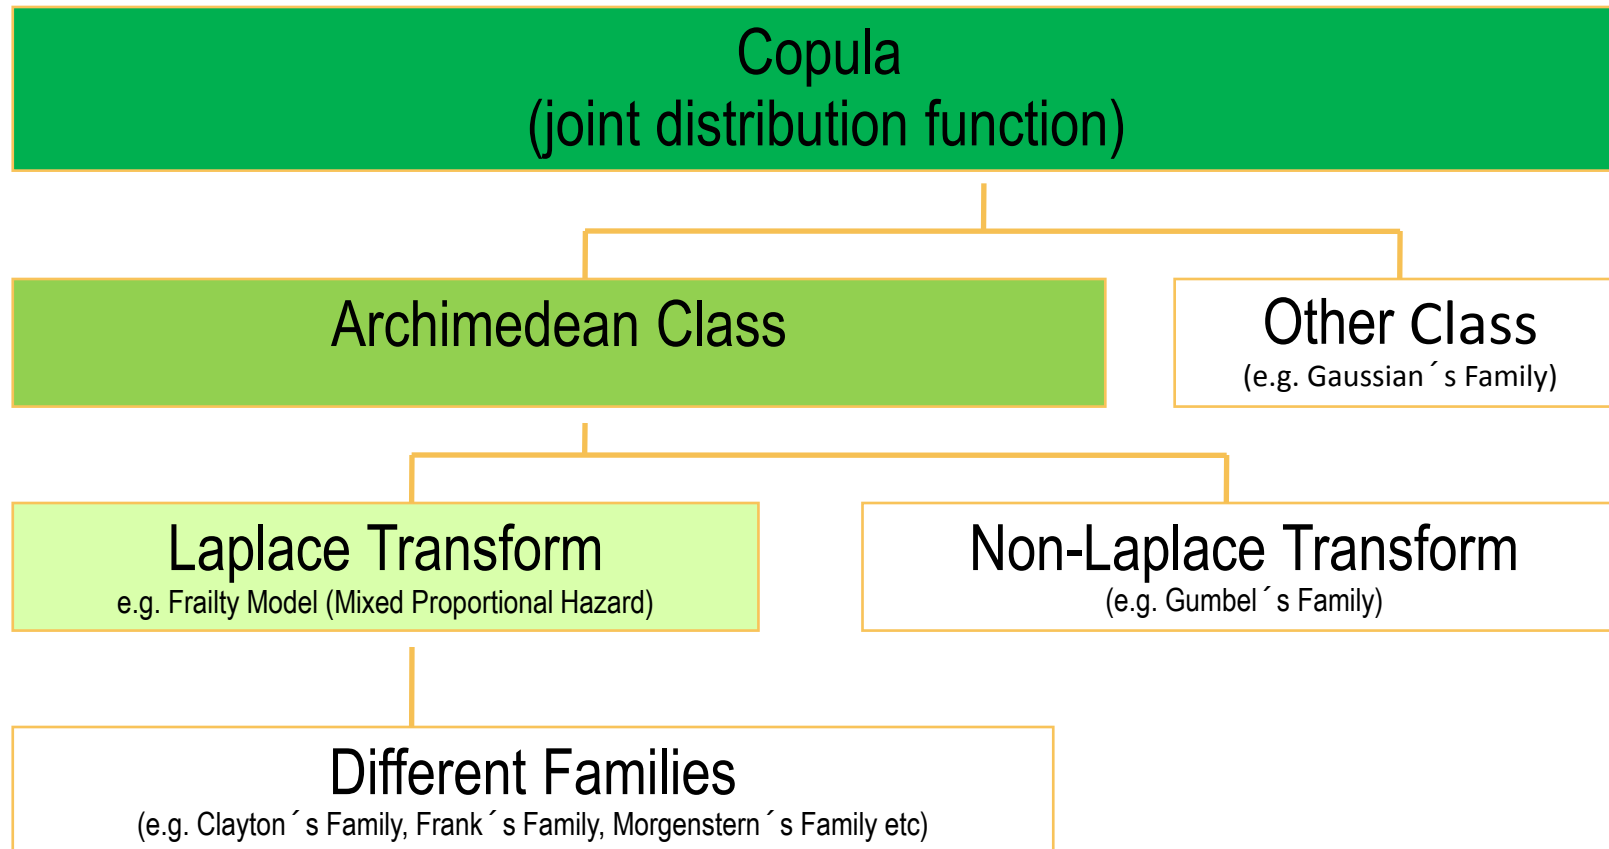 Copula
(joint distribution function)
Archimedean Class
Other Class
(e.g. Gaussian´s Family)
Laplace Transform
e.g. Frailty Model (Mixed Proportional Hazard)
Non-Laplace Transform
(e.g. Gumbel´s Family)
Different Families
(e.g. Clayton´s Family, Frank´s Family, Morgenstern´s Family etc)